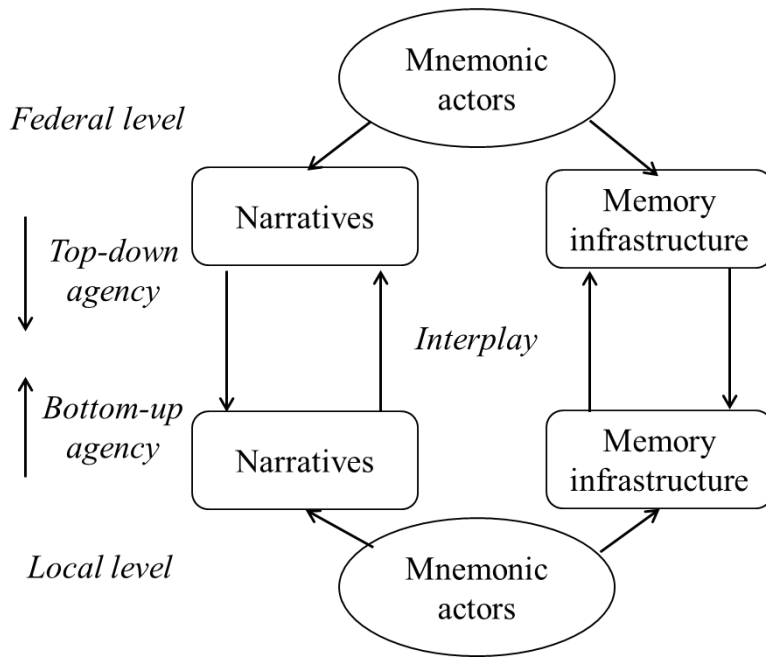 Mnemonic
actors
Federal level
Narratives
Memory
infrastructure
Top-down
agency
Interplay
Bottom-up
agency
Narratives
Memory
infrastructure
Local level
Mnemonic
actors